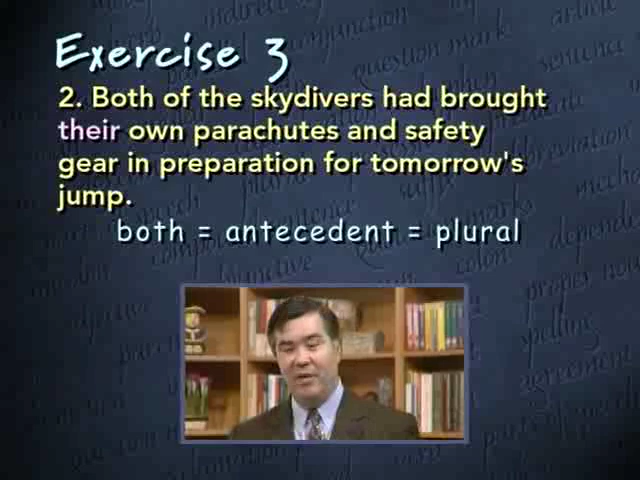 Exercise 3
2. Both of the skydivers had brought
their own parachutes and safety
gear in preparation for tomorrow's
jump.
both = antecedent = plural